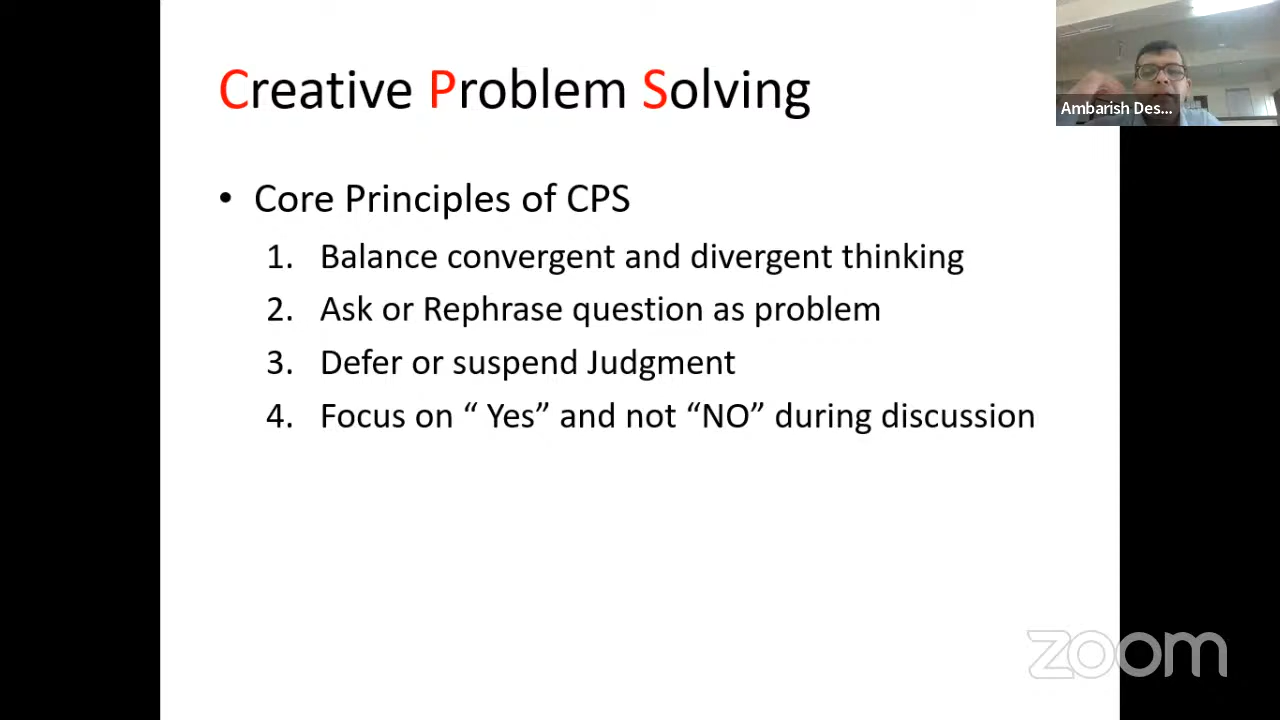 Creative Problem Solving
Ambarish Des...
• Core Principles of CPS
1. Balance convergent and divergent thinking
2. Ask or Rephrase question as problem
3. Defer or suspend Judgment
4. Focus on “ Yes” and not “NO” during discussion
zoom